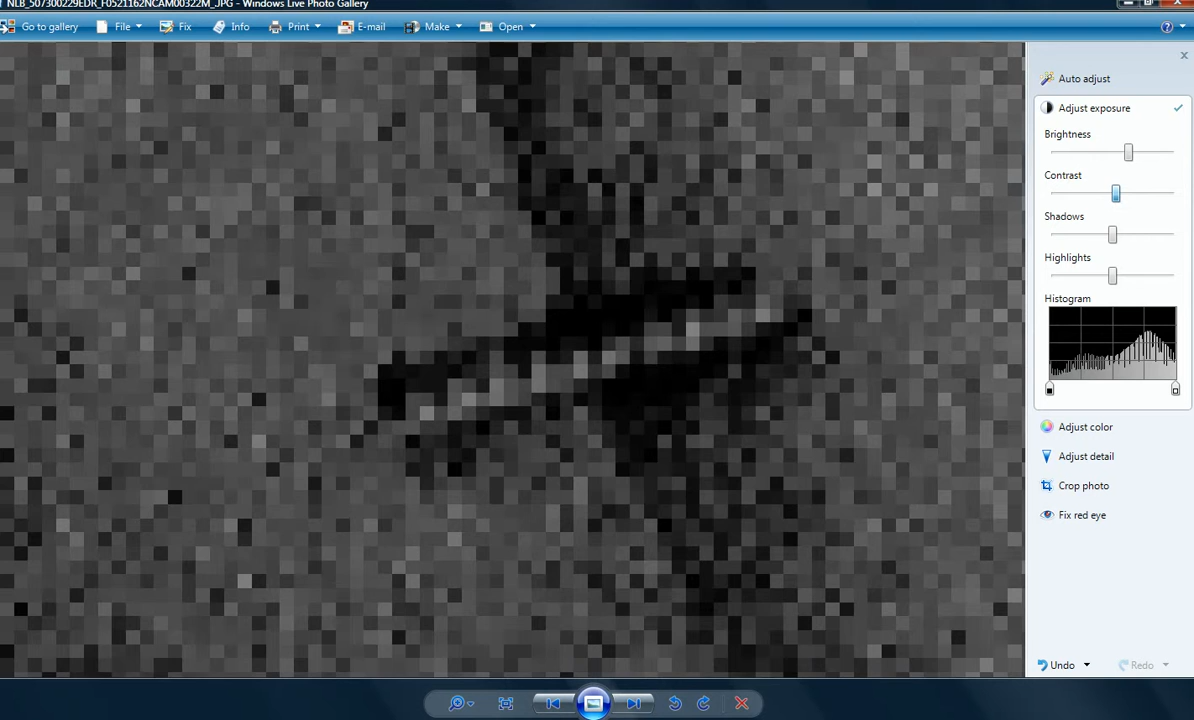 NLB_507300229EDR_F0521162NCAM00322M_.JPG - Windows Live Photo Gallery
Go to gallery File Fix Info Print E-mail Make Open
Auto adjust
Adjust exposure
Brightness
Contrast
Shadows
Highlights
Histogram
Adjust color
Adjust detail
Crop photo
Fix red eye
Undo Redo